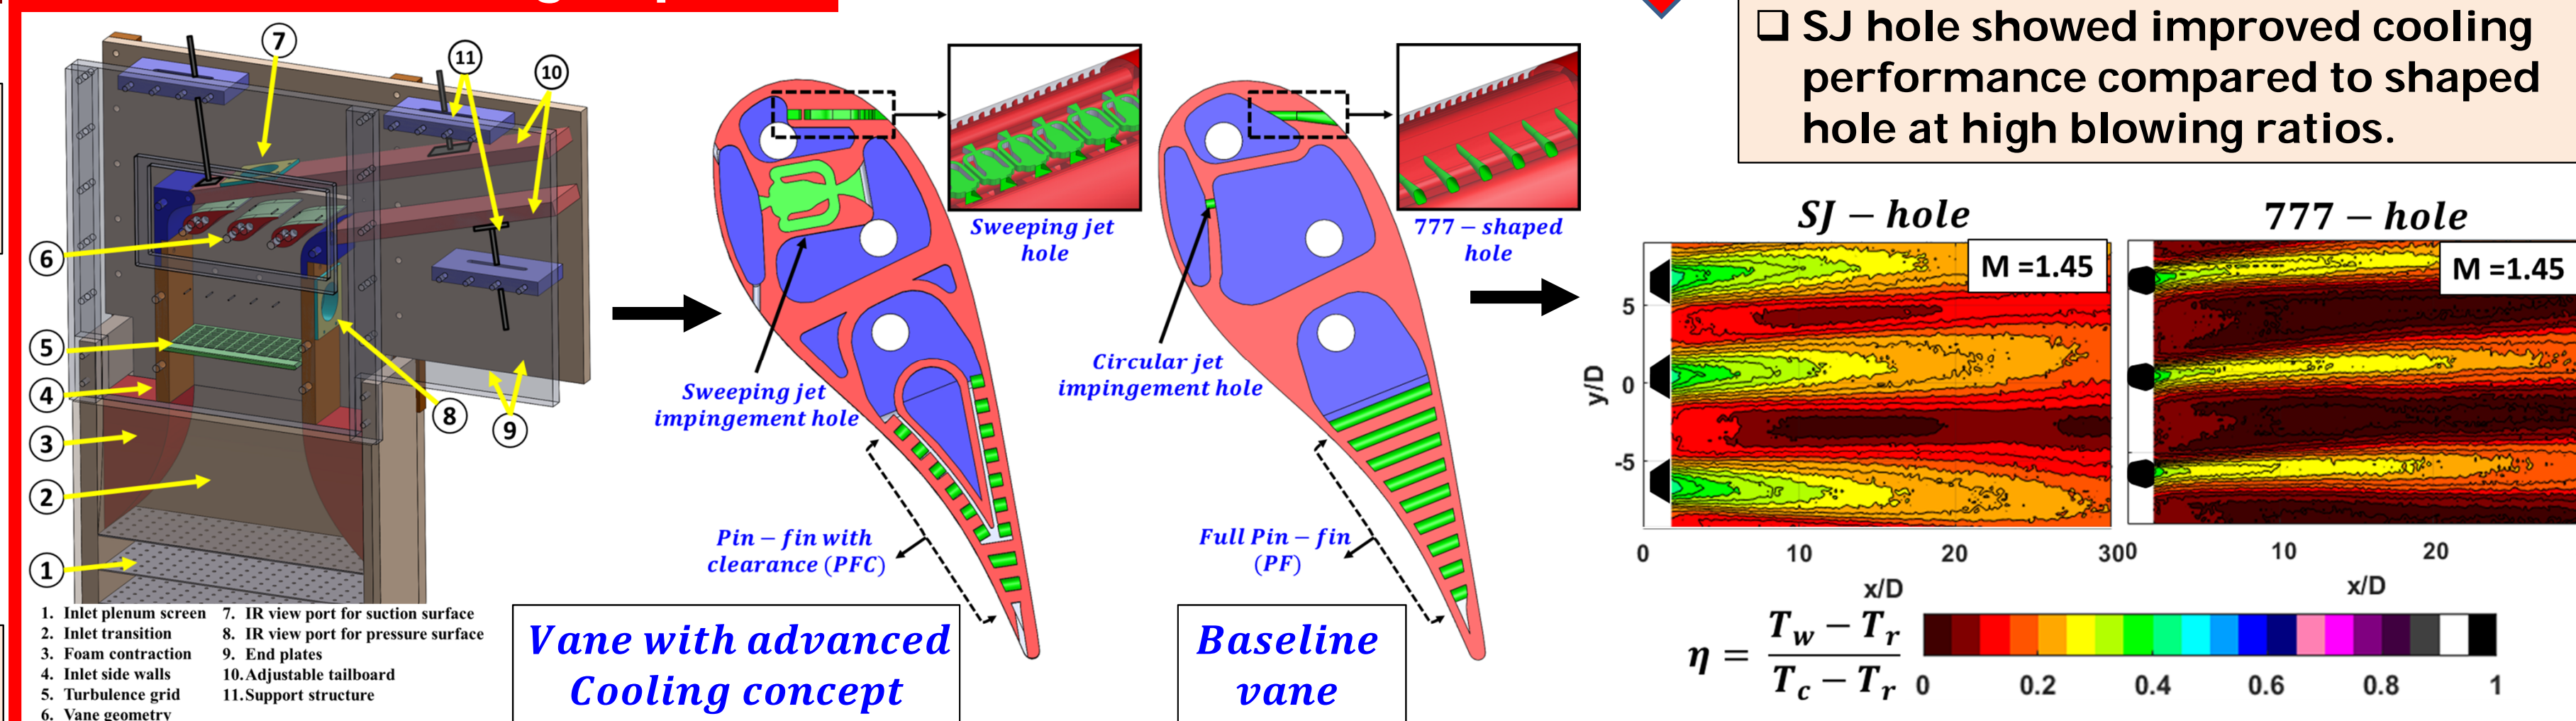 7
11
10
6
5
4
3
2
1
8
9
1. Inlet plenum screen
2. Inlet transition
3. Foam contraction
4. Inlet side walls
5. Turbulence grid
6. Vane geometry
7. IR view port for suction surface
8. IR view port for pressure surface
9. End plates
10. Adjustable tailboard
11. Support structure
Sweeping jet
hole
Sweeping jet
impingement hole
Pin – fin with
clearance (PFC)
Vane with advanced
Cooling concept
777 – shaped
hole
Circular jet
impingement hole
Full Pin – fin
(PF)
Baseline
vane
❑ SJ hole showed improved cooling
performance compared to shaped
hole at high blowing ratios.
SJ – hole
M =1.45
y/D
5
0
-5
0 10 20 300
x/D
777 – hole
M =1.45
10 20
x/D
η = (T_w − T_r) / (T_c − T_r)
0 0.2 0.4 0.6 0.8 1